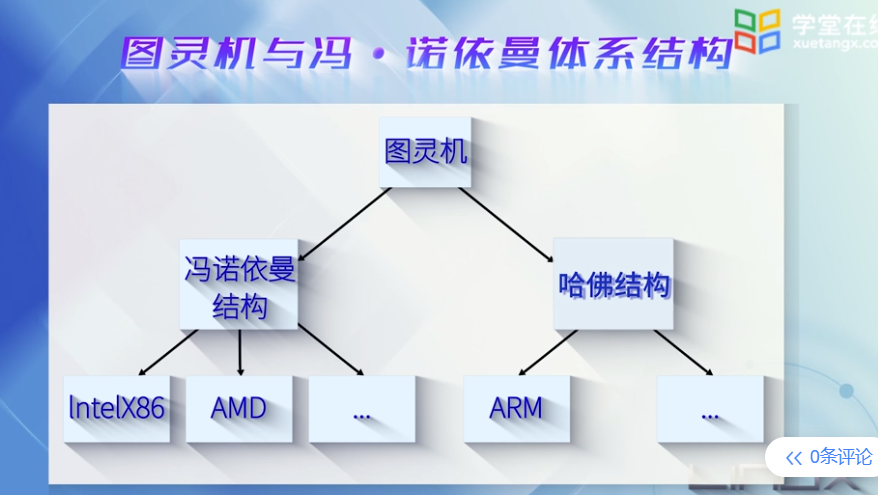 图灵机与冯·诺依曼体系结构
学堂在线
xuetangx.co
图灵机
冯诺依曼
结构
哈佛结构
IntelX86
AMD
...
ARM
...
0条评论